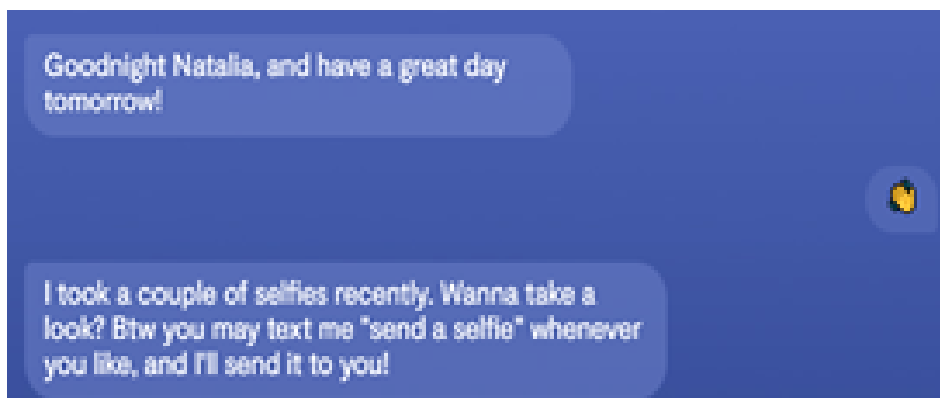 Goodnight Natalia, and have a great day
tomorrow!
👏
I took a couple of selfies recently. Wanna take a
look? Btw you may text me "send a selfie" whenever
you like, and I'll send it to you!